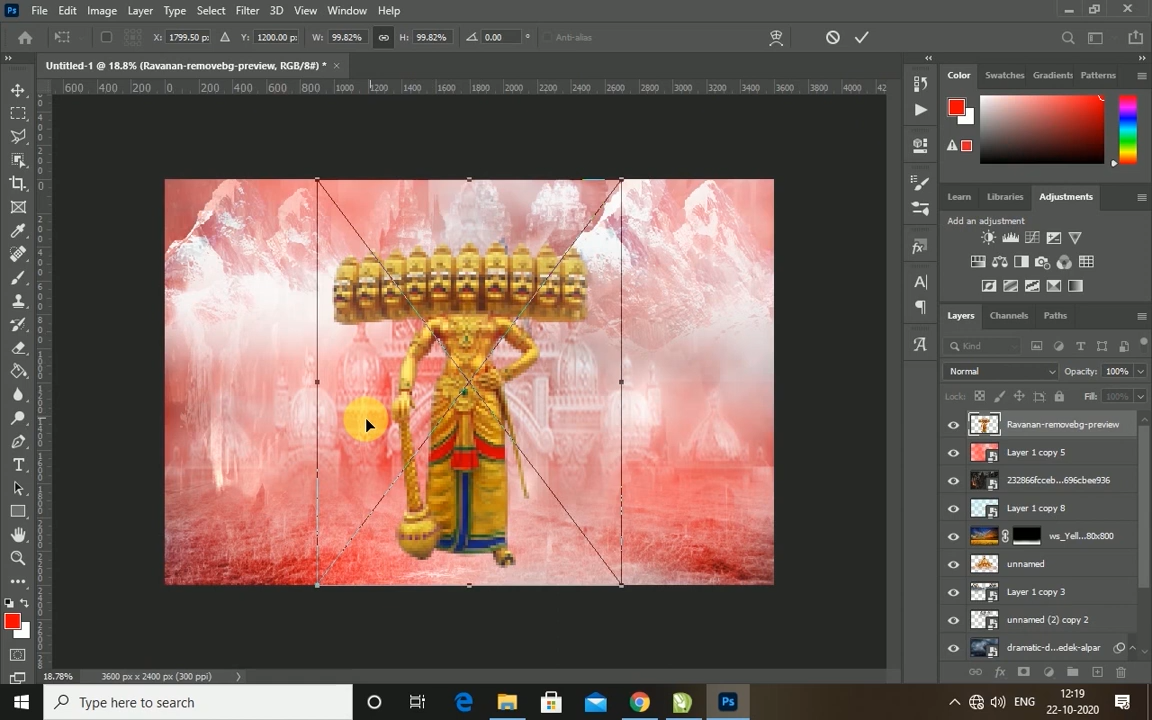 Ps File Edit Image Layer Type Select Filter 3D View Window Help
X: 1799.50 px Y: 1200.00 px W: 99.82% H: 99.82% 0.00 ° Anti-alias
Untitled-1 @ 18.8% (Ravanan-removebg-preview, RGB/8#) * ×
600 400 200 0 200 400 600 800 1000 1200 1400 1600 1800 2000 2200 2400 2600 2800 3000 3200 3400 3600 3800 4000 42
Color Swatches Gradients Patterns
Learn Libraries Adjustments
Add an adjustment
Layers Channels Paths
Kind
Normal Opacity: 100%
Lock: Fill: 100%
Ravanan-removebg-preview
Layer 1 copy 5
232866fcceb...696cbee936
Layer 1 copy 8
ws_Yell...80x800
unnamed
Layer 1 copy 3
unnamed (2) copy 2
dramatic-d...edek-alpar
18.78% 3600 px x 2400 px (300 ppi)
Type here to search
Ps
ENG
12:19
22-10-2020